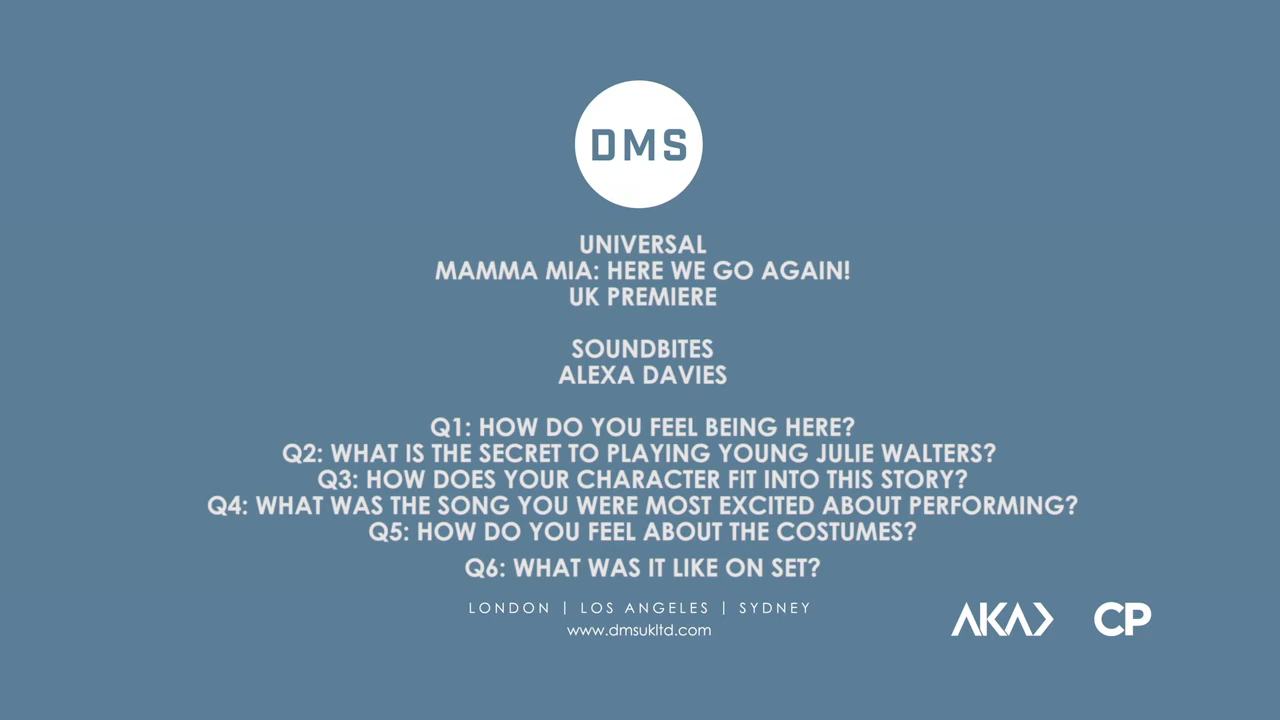 DMS
UNIVERSAL
MAMMA MIA: HERE WE GO AGAIN!
UK PREMIERE
SOUNDBITES
ALEXA DAVIES
Q1: HOW DO YOU FEEL BEING HERE?
Q2: WHAT IS THE SECRET TO PLAYING YOUNG JULIE WALTERS?
Q3: HOW DOES YOUR CHARACTER FIT INTO THIS STORY?
Q4: WHAT WAS THE SONG YOU WERE MOST EXCITED ABOUT PERFORMING?
Q5: HOW DO YOU FEEL ABOUT THE COSTUMES?
Q6: WHAT WAS IT LIKE ON SET?
LONDON | LOS ANGELES | SYDNEY
www.dmsukltd.com
AKA CP